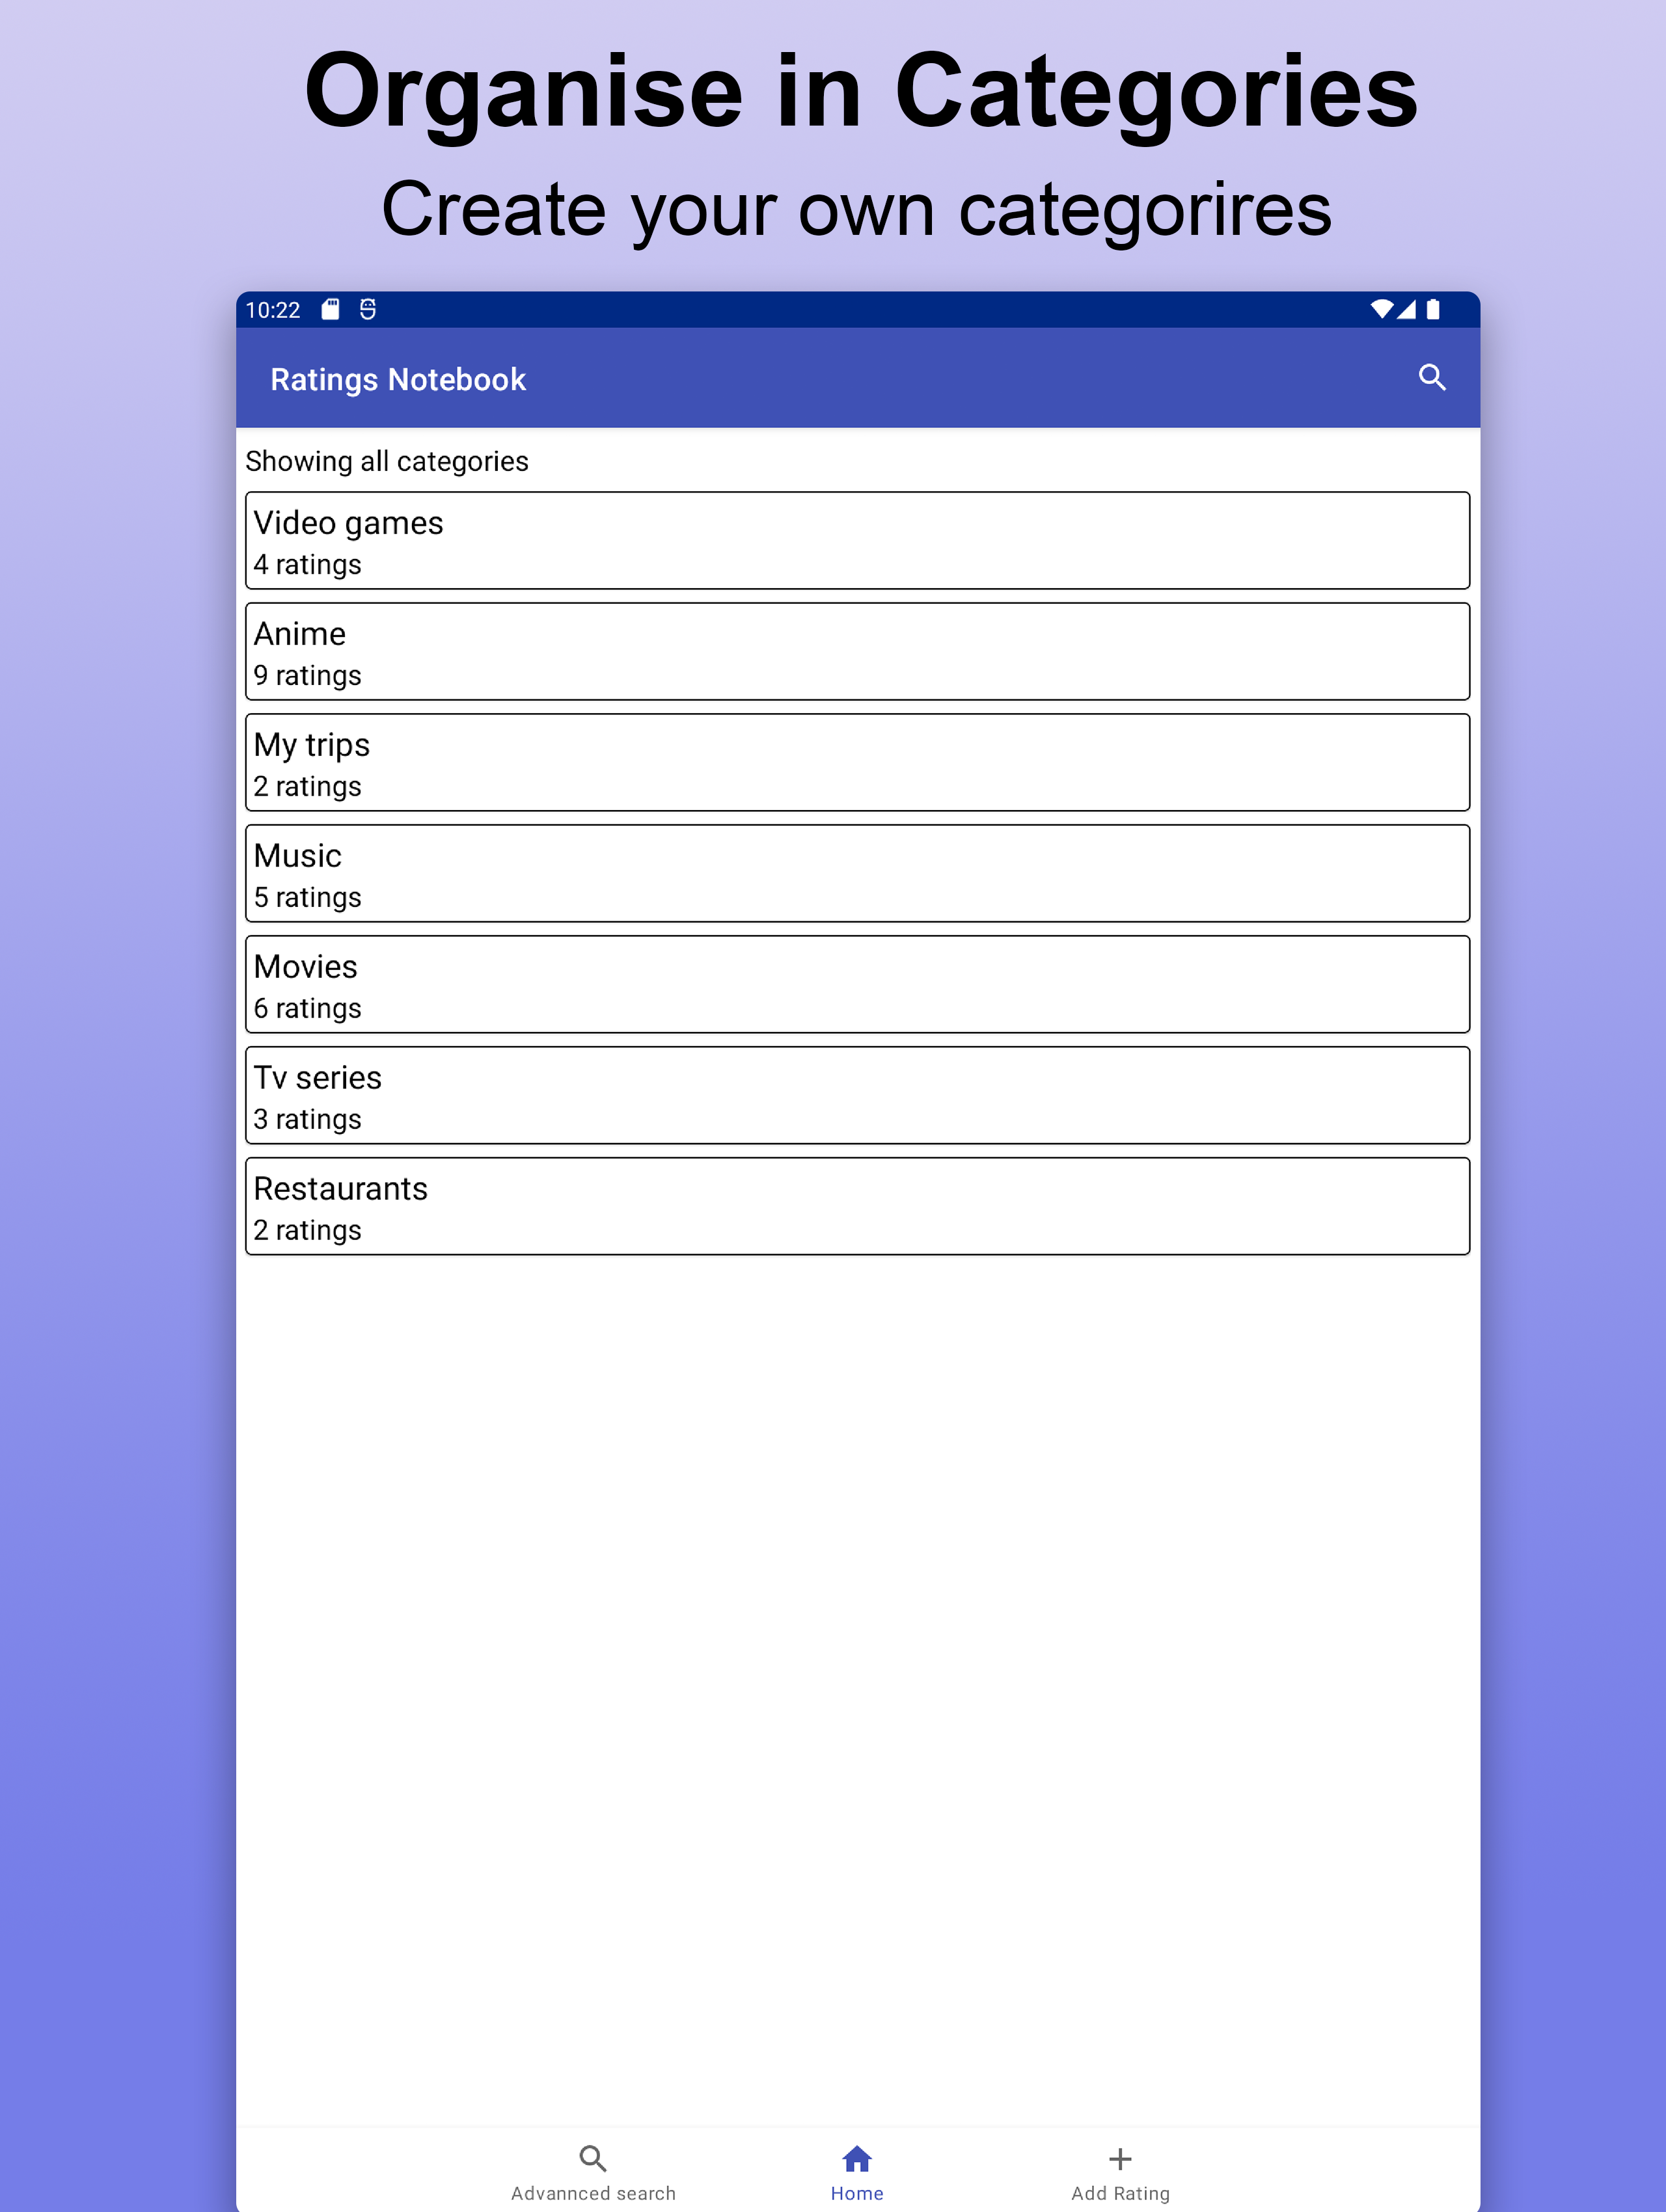 Organise in Categories
Create your own categorires
10:22
Ratings Notebook
Showing all categories
Video games
4 ratings
Anime
9 ratings
My trips
2 ratings
Music
5 ratings
Movies
6 ratings
Tv series
3 ratings
Restaurants
2 ratings
Advannced search
Home
Add Rating